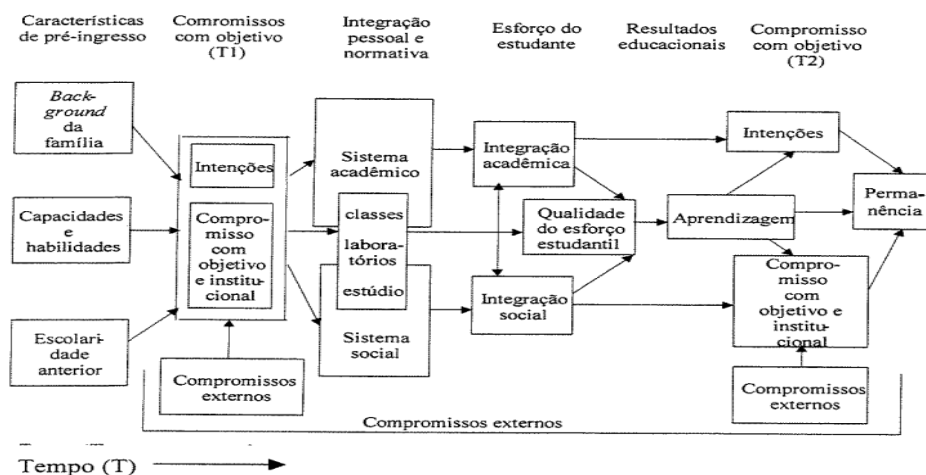 Características
de pré-ingresso
Comromissos
com objetivo
(T1)
Integração
pessoal e
normativa
Esforço do
estudante
Resultados
educacionais
Compromisso
com objetivo
(T2)
Back-
ground
da
família
Capacidades
e
habilidades
Escolaridade
anterior
Intenções
Compro-
misso
com
objetivo
e institu-
cional
Compromissos
externos
Sistema
acadêmico
classes
labora-
tórios
estúdio
Sistema
social
Integração
acadêmica
Qualidade
do esforço
estudantil
Integração
social
Aprendizagem
Intenções
Compro-
misso
com
objetivo e
institu-
cional
Compromissos
externos
Perma-
nência
Compromissos externos
Tempo (T)